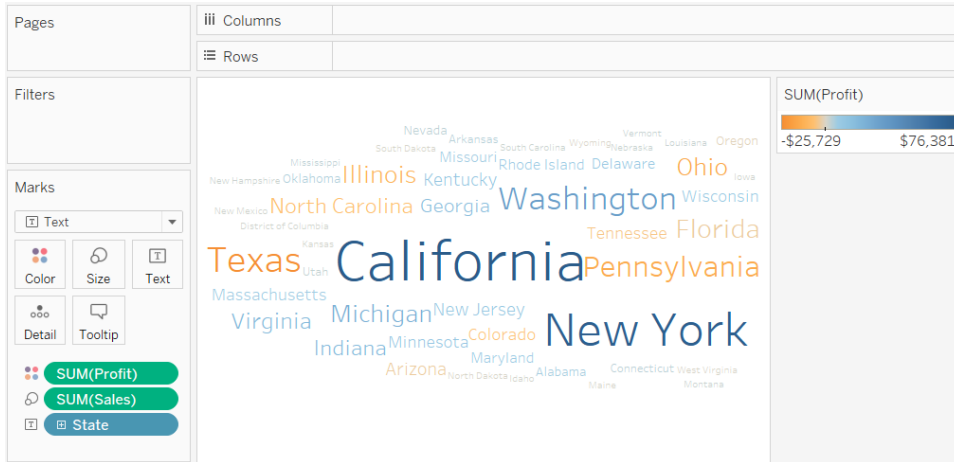 Pages
Columns
Rows
Filters
SUM(Profit)
-$25,729 $76,381
Marks
Text
Color Size Text
Detail Tooltip
SUM(Profit)
SUM(Sales)
State
Nevada
Arkansas
Vermont
South Dakota
South Carolina
Wyoming
Nebraska
Louisiana
Oregon
Mississippi
Missouri
Rhode Island
Delaware
Ohio
Iowa
New Hampshire
Oklahoma
Illinois
Kentucky
Washington
Wisconsin
New Mexico
North Carolina
Georgia
District of Columbia
Tennessee
Florida
Kansas
Texas
Utah
California
Pennsylvania
Massachusetts
Virginia
Michigan
New Jersey
New York
Indiana
Minnesota
Colorado
Maryland
Arizona
North Dakota
Idaho
Alabama
Connecticut
West Virginia
Maine
Montana